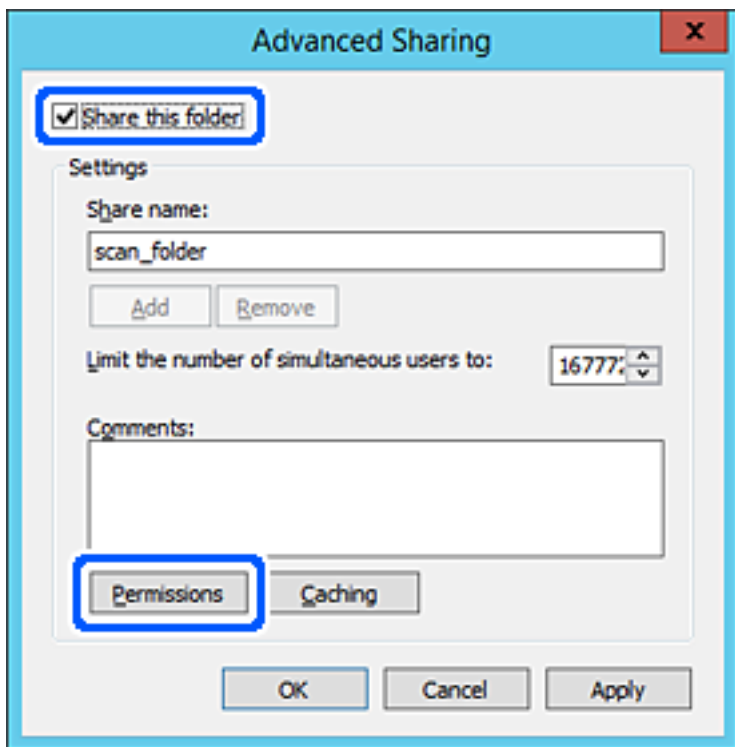 Advanced Sharing
Share this folder
Settings
Share name:
scan_folder
Add Remove
Limit the number of simultaneous users to:
Comments:
Permissions Caching
OK Cancel Apply